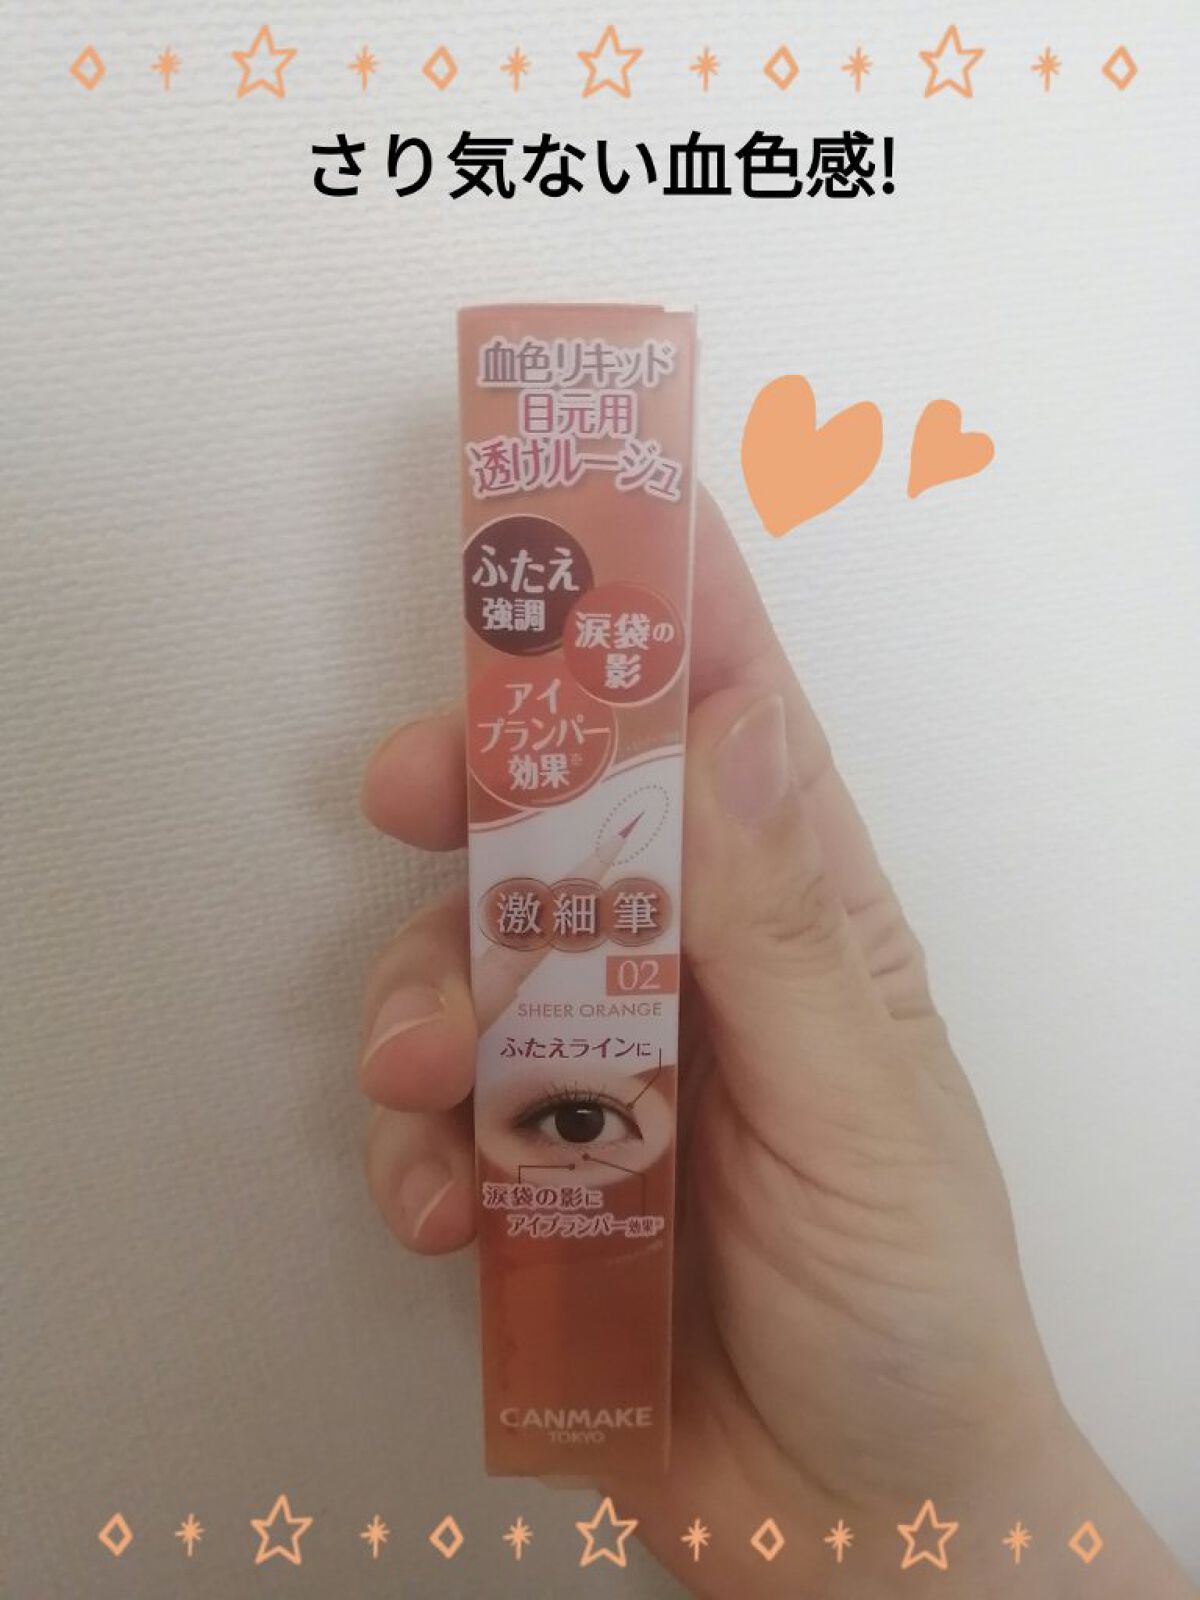 さり気ない血色感!
血色リキッド
目元用
透けルージュ
ふたえ
強調
涙袋の
影
アイ
プランパー
効果※
激細筆
02
SHEER ORANGE
ふたえラインに
涙袋の影に
アイプランパー効果※
CANMAKE
TOKYO